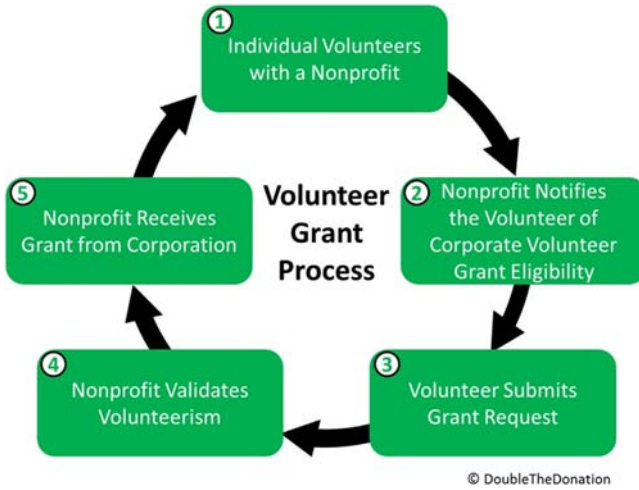 1
Individual Volunteers
with a Nonprofit
2
Nonprofit Notifies
the Volunteer of
Corporate Volunteer
Grant Eligibility
3
Volunteer Submits
Grant Request
4
Nonprofit Validates
Volunteerism
5
Nonprofit Receives
Grant from Corporation
Volunteer
Grant
Process
© DoubleTheDonation